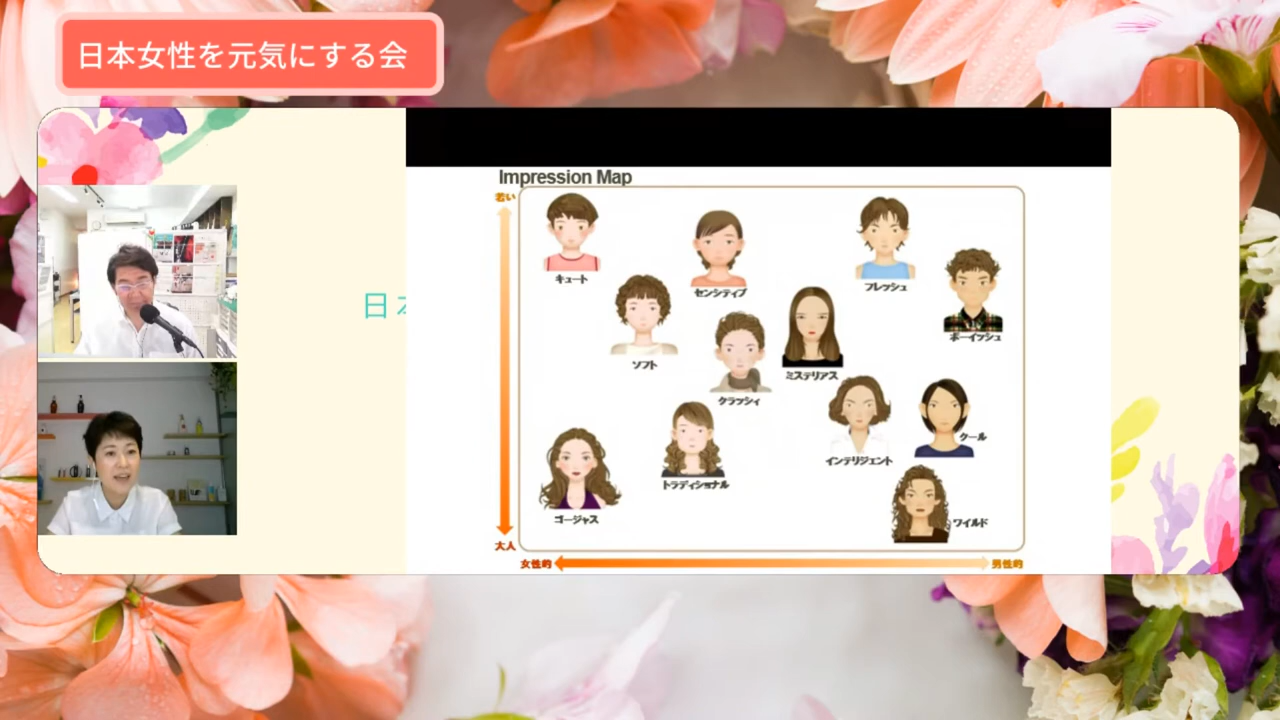 日本女性を元気にする会
日本
Impression Map
若い
キュート
センシティブ
フレッシュ
ボーイッシュ
ソフト
ミステリアス
クラッシィ
クール
インテリジェント
トラディショナル
ゴージャス
ワイルド
大人
女性的
男性的